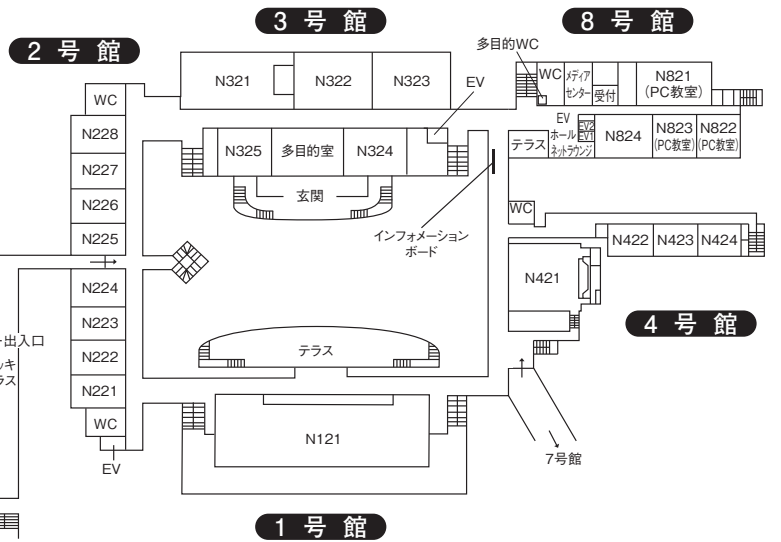 3 号 館
8 号 館
2 号 館
多目的WC
EV
WC
メディア
センター
受付
N821
(PC教室)
N321
N322
N323
WC
N228
N227
N226
N225
N224
N223
N222
N221
WC
EV
N325
多目的室
N324
玄関
EV
ホール
ネットラウンジ
EV2
EV1
テラス
N824
N823
(PC教室)
N822
(PC教室)
インフォメーション
ボード
WC
N422
N423
N424
N421
4 号 館
出入口
テラス
N121
7号館
1 号 館